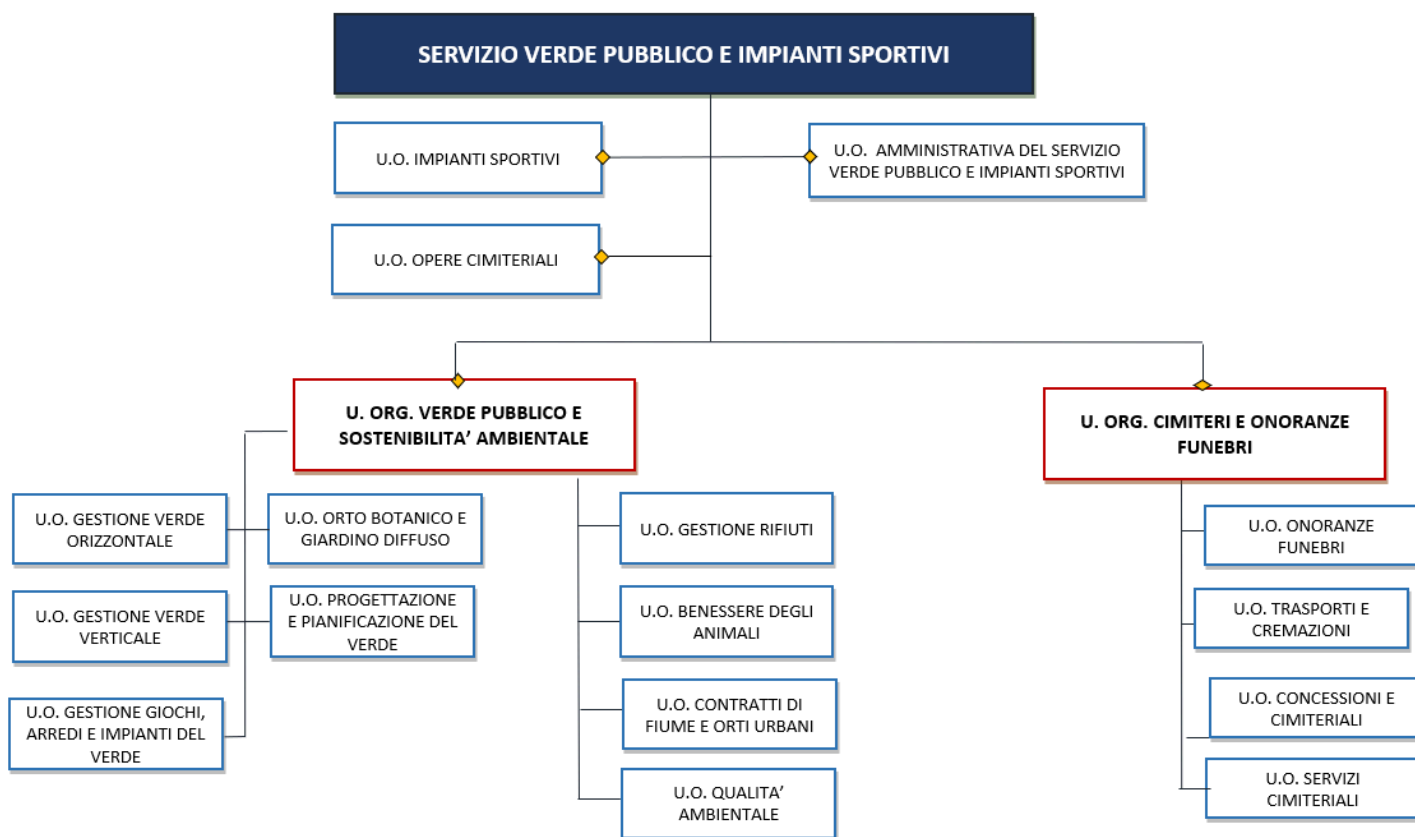 SERVIZIO VERDE PUBBLICO E IMPIANTI SPORTIVI
U.O. IMPIANTI SPORTIVI
U.O.  AMMINISTRATIVA DEL SERVIZIO
VERDE PUBBLICO E IMPIANTI SPORTIVI
U.O. OPERE CIMITERIALI
U. ORG. VERDE PUBBLICO E
SOSTENIBILITA’ AMBIENTALE
U. ORG. CIMITERI E ONORANZE
FUNEBRI
U.O. GESTIONE VERDE
ORIZZONTALE
U.O. ORTO BOTANICO E
GIARDINO DIFFUSO
U.O. GESTIONE VERDE
VERTICALE
U.O. PROGETTAZIONE
E PIANIFICAZIONE DEL
VERDE
U.O. GESTIONE GIOCHI,
ARREDI E IMPIANTI DEL
VERDE
U.O. GESTIONE RIFIUTI
U.O. BENESSERE DEGLI
ANIMALI
U.O. CONTRATTI DI
FIUME E ORTI URBANI
U.O. QUALITA’
AMBIENTALE
U.O. ONORANZE
FUNEBRI
U.O. TRASPORTI E
CREMAZIONI
U.O. CONCESSIONI E
CIMITERIALI
U.O. SERVIZI
CIMITERIALI